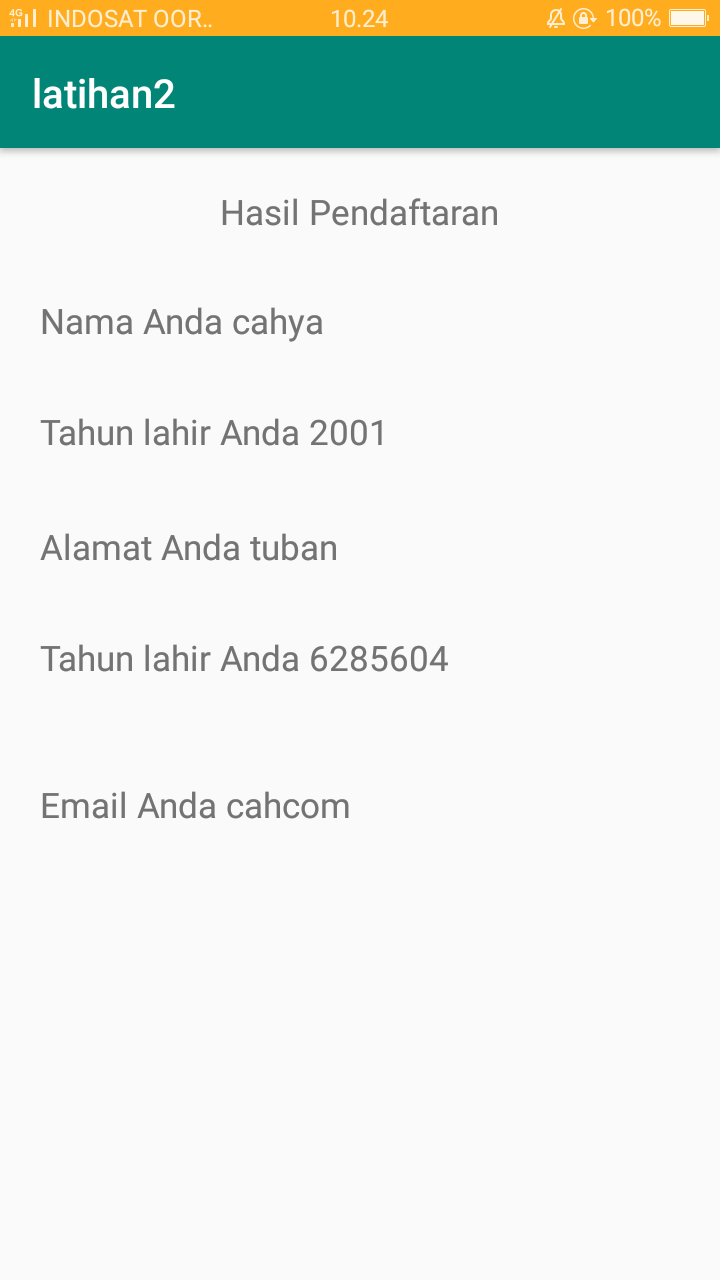 4G INDOSAT OOR.. 10.24 100%
latihan2
Hasil Pendaftaran
Nama Anda cahya
Tahun lahir Anda 2001
Alamat Anda tuban
Tahun lahir Anda 6285604
Email Anda cahcom